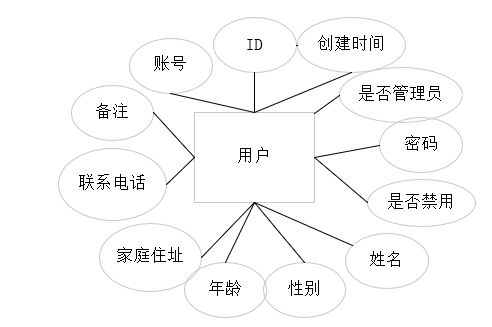 ID
创建时间
账号
是否管理员
备注
密码
用户
联系电话
是否禁用
家庭住址
姓名
年龄
性别